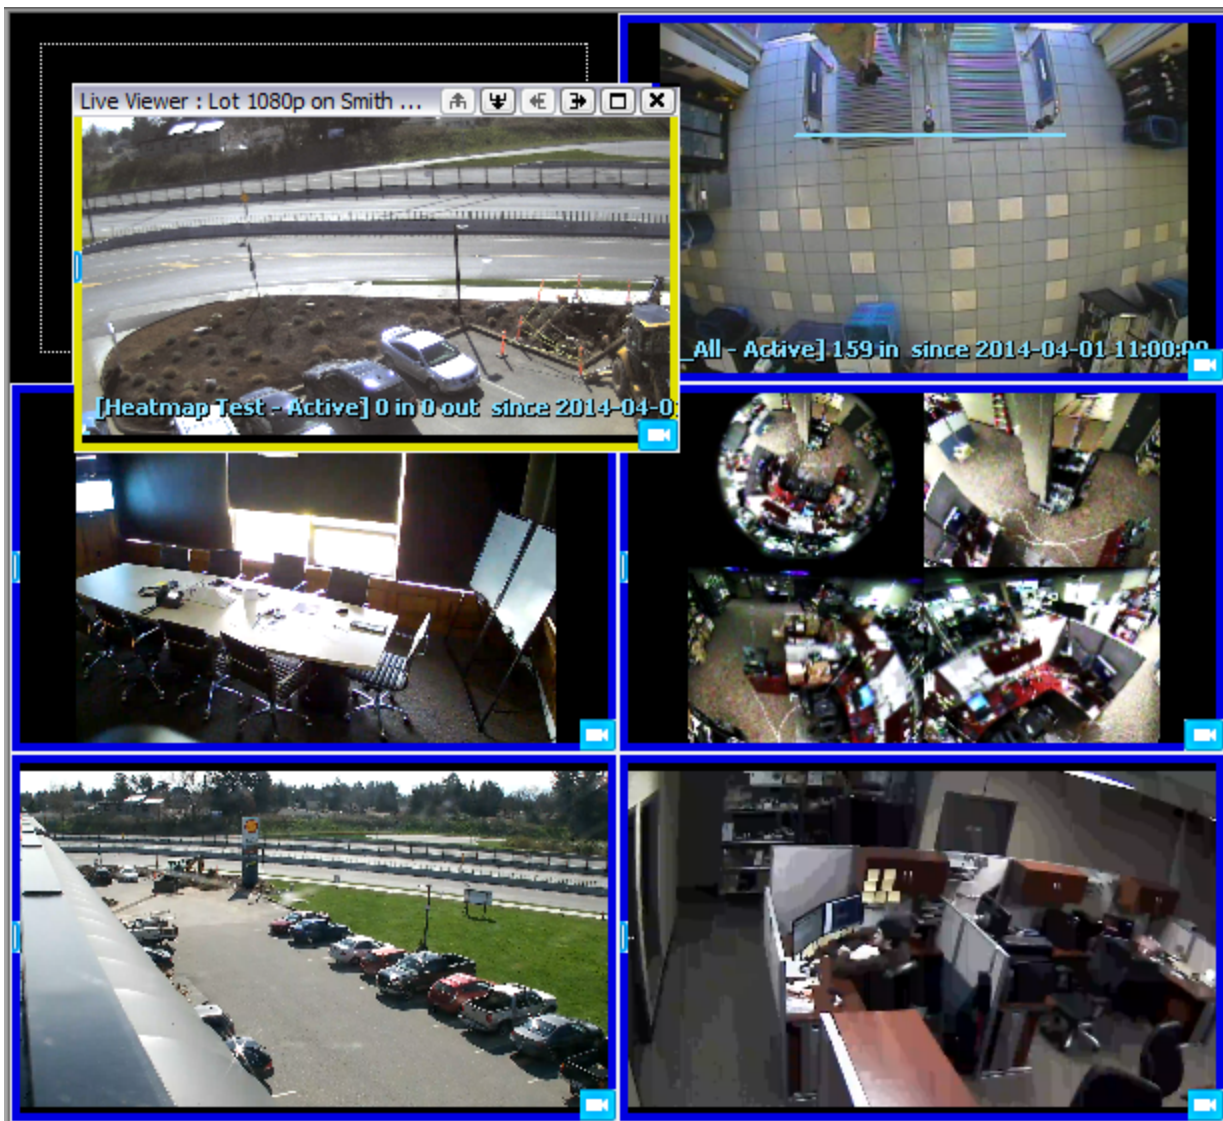 Live Viewer : Lot 1080p on Smith ...
_All - Active] 159 in since 2014-04-01 11:00:00
[Heatmap Test - Active] 0 in 0 out since 2014-04-0